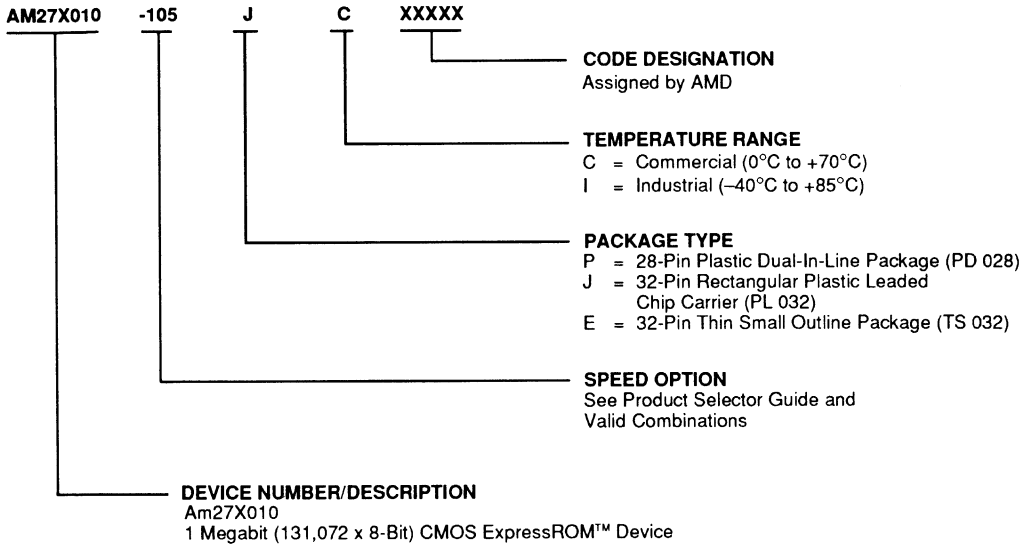 AM27X010 -105 J C XXXXX
CODE DESIGNATION
Assigned by AMD
TEMPERATURE RANGE
C = Commercial (0°C to +70°C)
I = Industrial (–40°C to +85°C)
PACKAGE TYPE
P = 28-Pin Plastic Dual-In-Line Package (PD 028)
J = 32-Pin Rectangular Plastic Leaded
Chip Carrier (PL 032)
E = 32-Pin Thin Small Outline Package (TS 032)
SPEED OPTION
See Product Selector Guide and
Valid Combinations
DEVICE NUMBER/DESCRIPTION
Am27X010
1 Megabit (131,072 x 8-Bit) CMOS ExpressROM™ Device